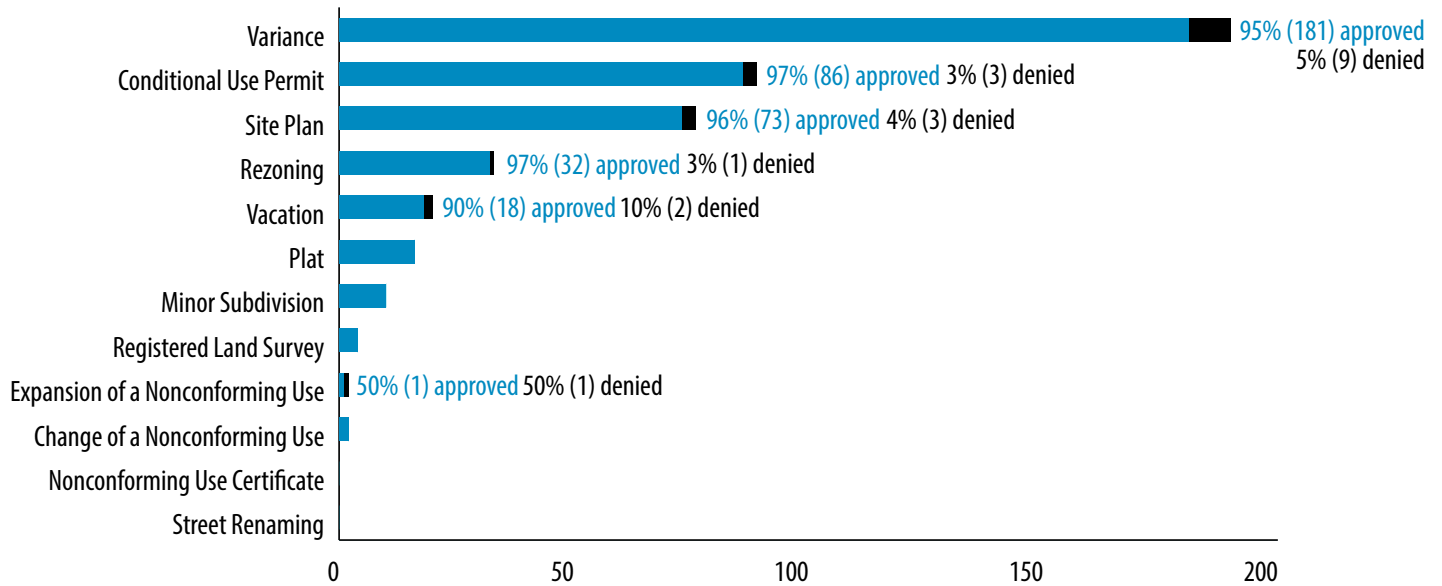 Variance 95% (181) approved
5% (9) denied
Conditional Use Permit 97% (86) approved 3% (3) denied
Site Plan 96% (73) approved 4% (3) denied
Rezoning 97% (32) approved 3% (1) denied
Vacation 90% (18) approved 10% (2) denied
Plat
Minor Subdivision
Registered Land Survey
Expansion of a Nonconforming Use 50% (1) approved 50% (1) denied
Change of a Nonconforming Use
Nonconforming Use Certificate
Street Renaming
0 50 100 150 200